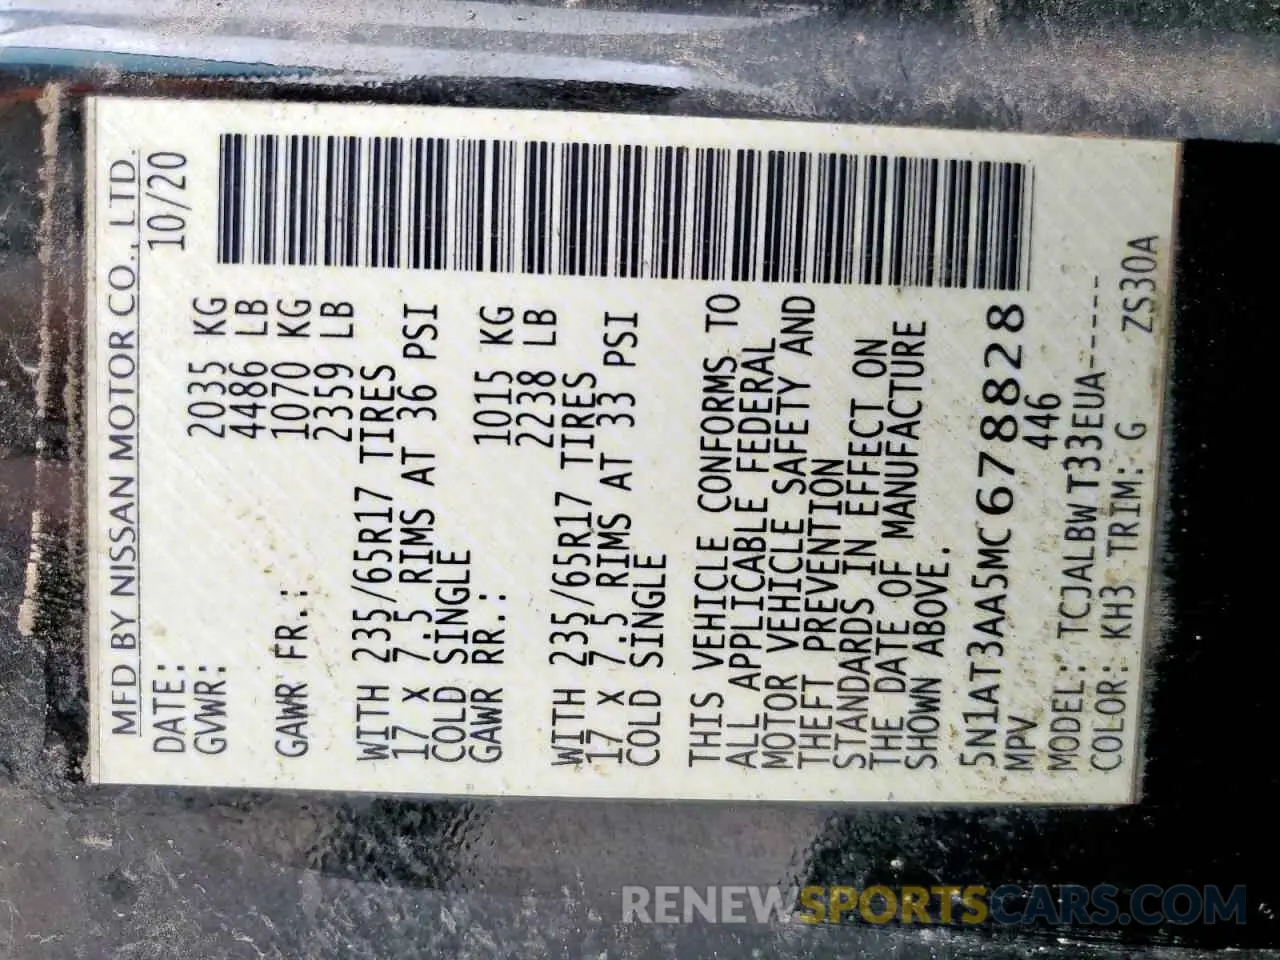 MFD BY NISSAN MOTOR CO., LTD.
DATE: 10/20
GVWR: 2035 KG
4486 LB
GAWR FR.: 1070 KG
2359 LB
WITH 235/65R17 TIRES
17 X 7.5 RIMS AT 36 PSI
COLD SINGLE
GAWR RR.: 1015 KG
2238 LB
WITH 235/65R17 TIRES
17 X 7.5 RIMS AT 33 PSI
COLD SINGLE
THIS VEHICLE CONFORMS TO
ALL APPLICABLE FEDERAL
MOTOR VEHICLE SAFETY AND
THEFT PREVENTION
STANDARDS IN EFFECT ON
THE DATE OF MANUFACTURE
SHOWN ABOVE.
5N1AT3AA5MC678828
MPV 446
MODEL: TCJALBWT33EUA-----
COLOR: KH3 TRIM: G ZS30A
RENEWSPORTSCARS.COM